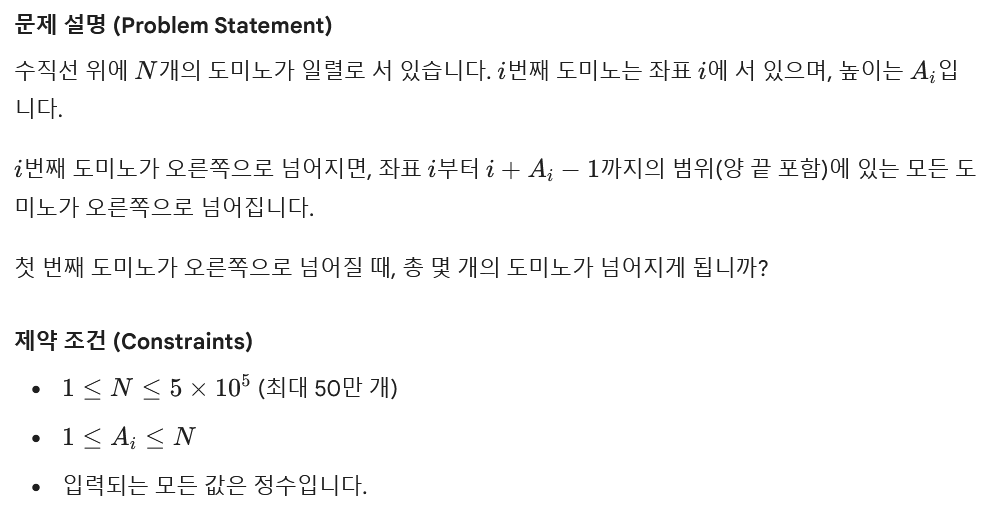 문제 설명 (Problem Statement)
수직선 위에 N개의 도미노가 일렬로 서 있습니다. i번째 도미노는 좌표 i에 서 있으며, 높이는 A_i입
니다.
i번째 도미노가 오른쪽으로 넘어지면, 좌표 i부터 i + A_i − 1까지의 범위(양 끝 포함)에 있는 모든 도
미노가 오른쪽으로 넘어집니다.
첫 번째 도미노가 오른쪽으로 넘어질 때, 총 몇 개의 도미노가 넘어지게 됩니까?
제약 조건 (Constraints)
• 1 ≤ N ≤ 5 × 10^5 (최대 50만 개)
• 1 ≤ A_i ≤ N
• 입력되는 모든 값은 정수입니다.